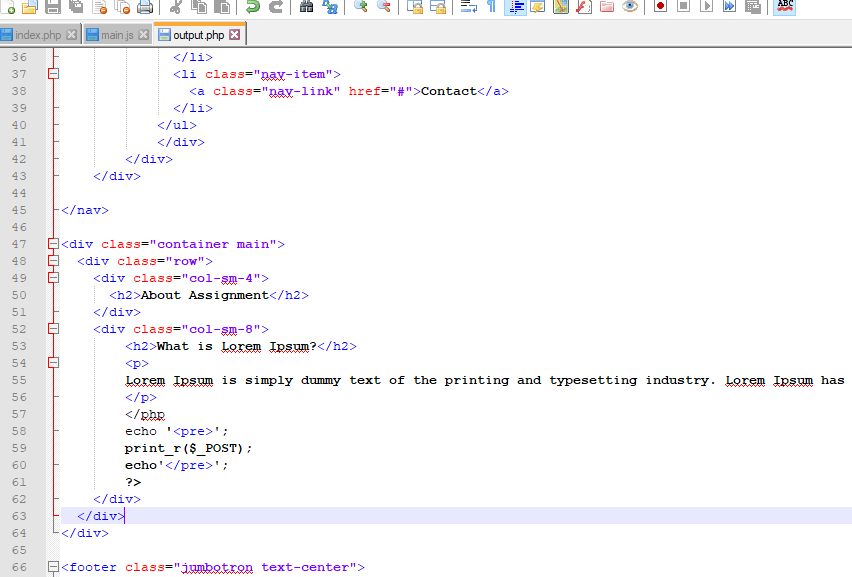 ABC
index.php main.js output.php
36 </li>
37 <li class="nav-item">
38 <a class="nav-link" href="#">Contact</a>
39 </li>
40 </ul>
41 </div>
42 </div>
43 </div>
44
45 </nav>
46
47 <div class="container main">
48 <div class="row">
49 <div class="col-sm-4">
50 <h2>About Assignment</h2>
51 </div>
52 <div class="col-sm-8">
53 <h2>What is Lorem Ipsum?</h2>
54 <p>
55 Lorem Ipsum is simply dummy text of the printing and typesetting industry. Lorem Ipsum has
56 </p>
57 </php
58 echo '<pre>';
59 print_r($_POST);
60 echo'</pre>';
61 ?>
62 </div>
63 </div>
64 </div>
65
66 <footer class="jumbotron text-center">